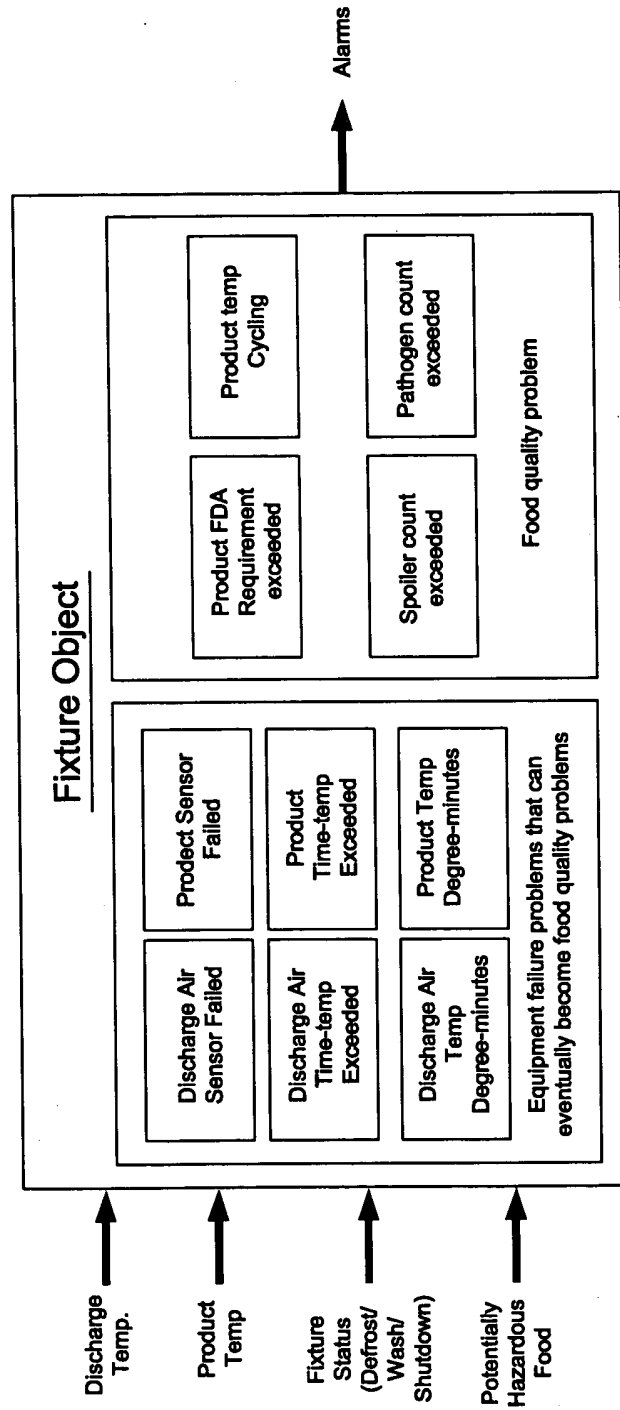 Fixture Object
Discharge
Temp.
Product
Temp
Fixture
Status
(Defrost/
Wash/
Shutdown)
Potentially
Hazardous
Food
Discharge Air
Sensor Failed
Prodect Sensor
Failed
Discharge Air
Time-temp
Exceeded
Product
Time-temp
Exceeded
Discharge Air
Temp
Degree-minutes
Product Temp
Degree-minutes
Equipment failure problems that can
eventually become food quality problems
Product FDA
Requirement
exceeded
Product temp
Cycling
Spoiler count
exceeded
Pathogen count
exceeded
Food quality problem
Alarms